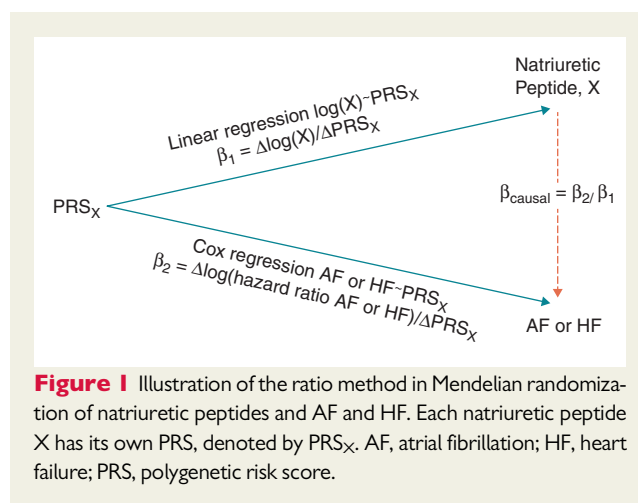 Natriuretic
Peptide, X
Linear regression log(X)~PRSX
β1 = Δlog(X)/ΔPRSX
βcausal = β2/ β1
PRSX
Cox regression AF or HF~PRSX
β2 = Δlog(hazard ratio AF or HF)/ΔPRSX
AF or HF
Figure 1 Illustration of the ratio method in Mendelian randomiza-
tion of natriuretic peptides and AF and HF. Each natriuretic peptide
X has its own PRS, denoted by PRSX. AF, atrial fibrillation; HF, heart
failure; PRS, polygenetic risk score.